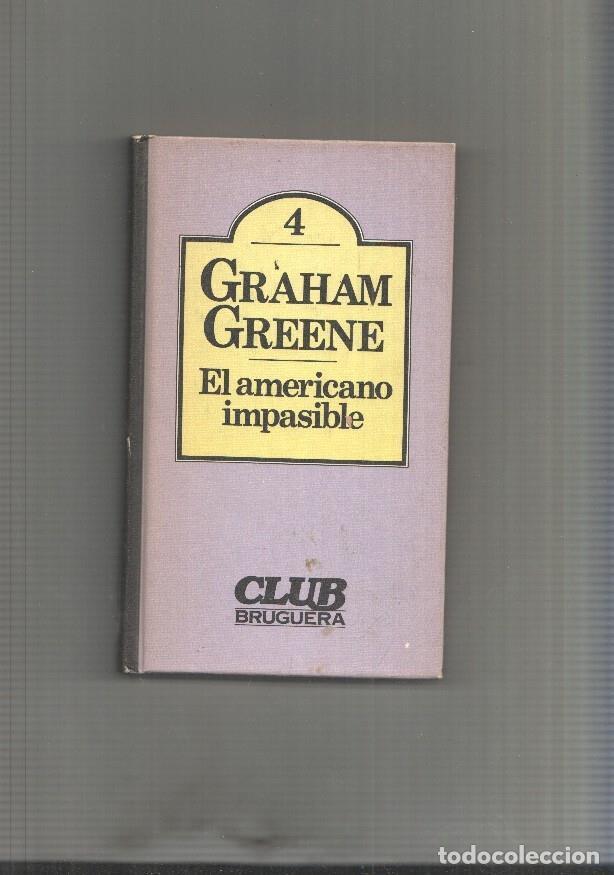 4
GRAHAM
GREENE
El americano
impasible
CLUB
BRUGUERA
todocoleccion